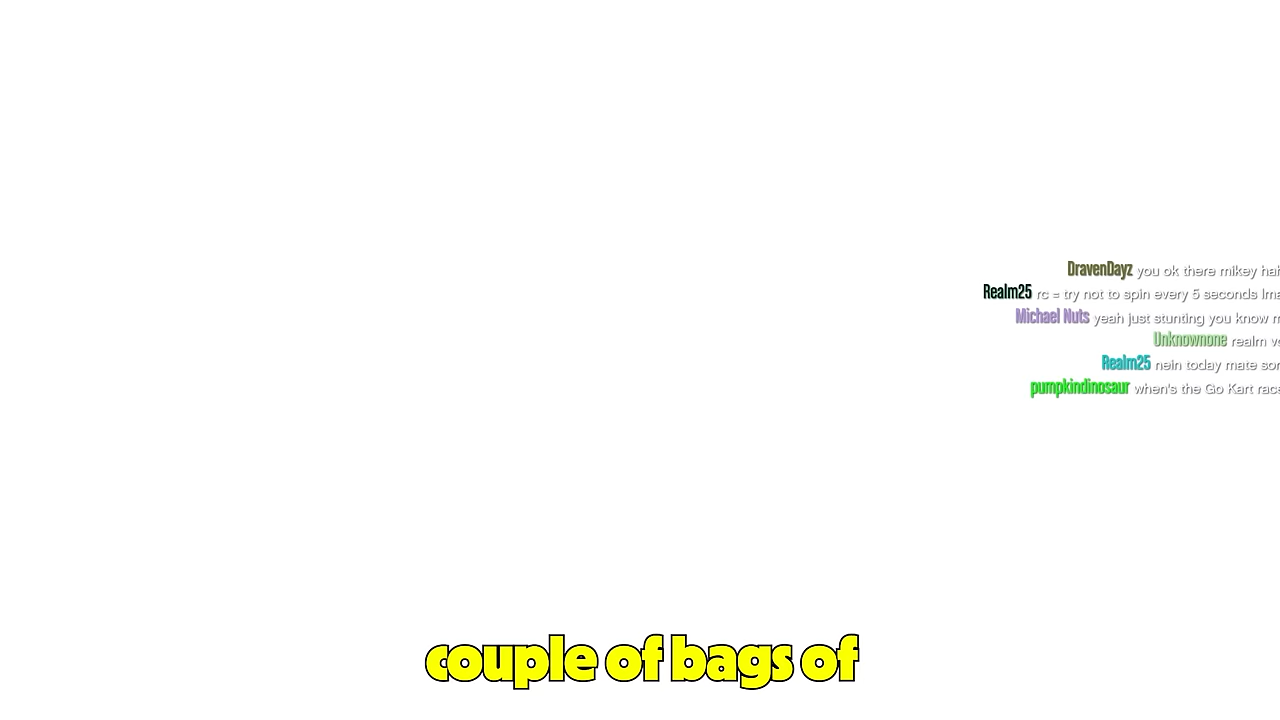 DravenDayz you ok there mikey
Realm25 rc = try not to spin every 5 seconds
Michael Nuts yeah just stunting you know
Unknownone realm
Realm25 nein today mate
pumpkindinosaur when's the Go Kart
couple of bags of